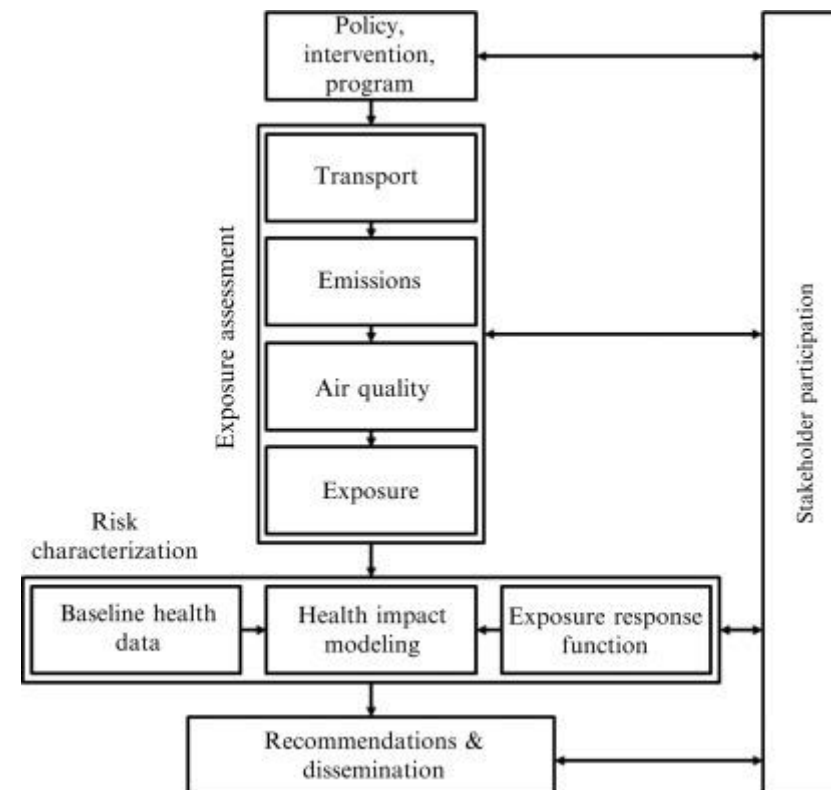 Policy,
intervention,
program
Transport
Emissions
Air quality
Exposure
Exposure assessment
Stakeholder participation
Risk
characterization
Baseline health
data
Health impact
modeling
Exposure response
function
Recommendations &
dissemination